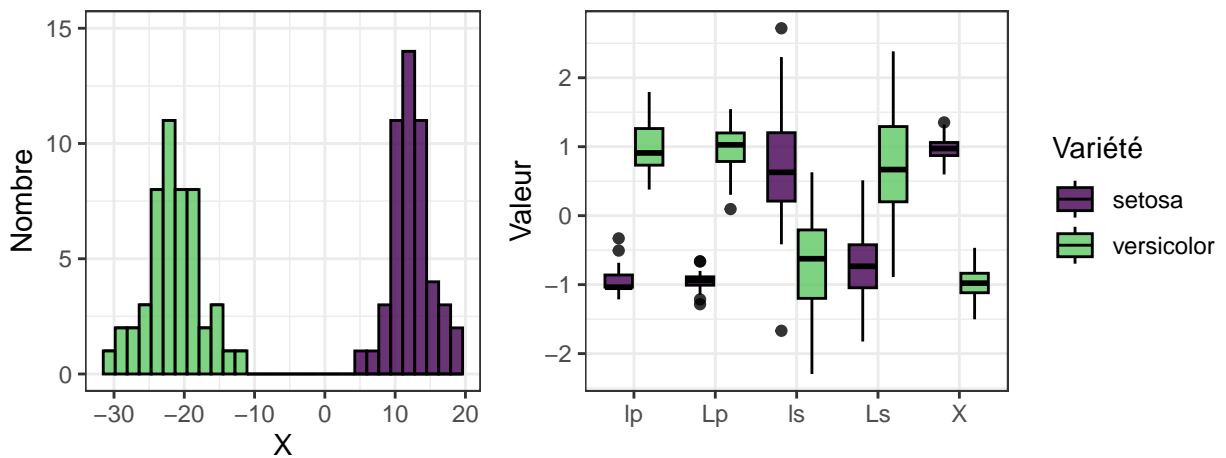 15
10
5
0
Nombre
−30 −20 −10 0 10 20
X
2
1
0
−1
−2
Valeur
lp Lp ls Ls X
Variété
setosa
versicolor